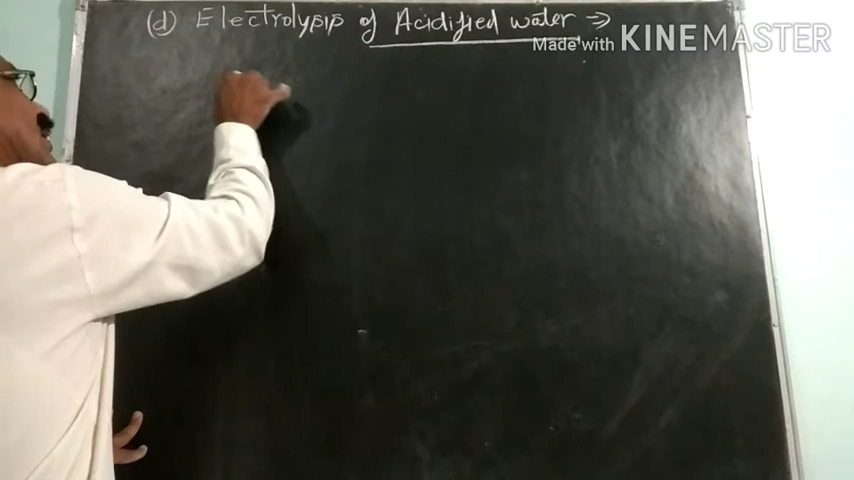 (d) Electrolysis of Acidified water ⇒
Made with KINEMASTER